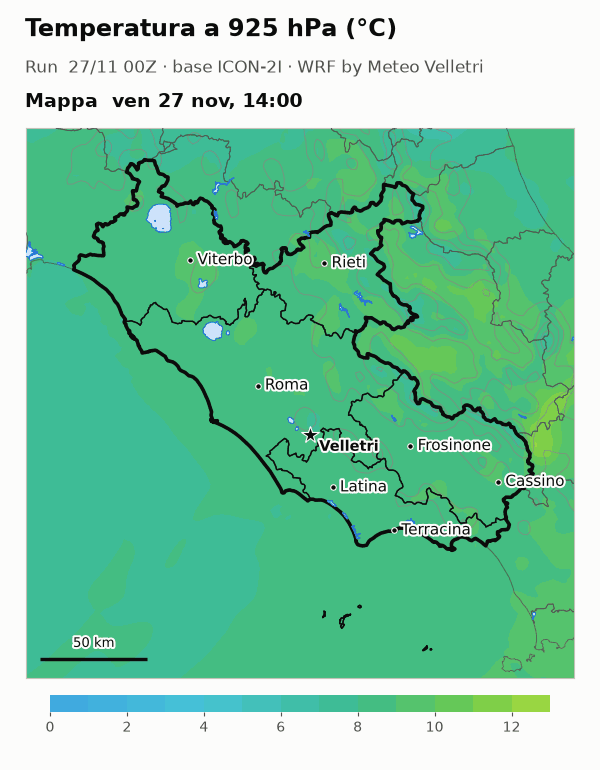 Temperatura a 925 hPa (°C)
Run 27/11 00Z · base ICON-2I · WRF by Meteo Velletri
Mappa ven 27 nov, 14:00
Viterbo
Rieti
Roma
Velletri
Frosinone
Latina
Cassino
Terracina
50 km
0 2 4 6 8 10 12